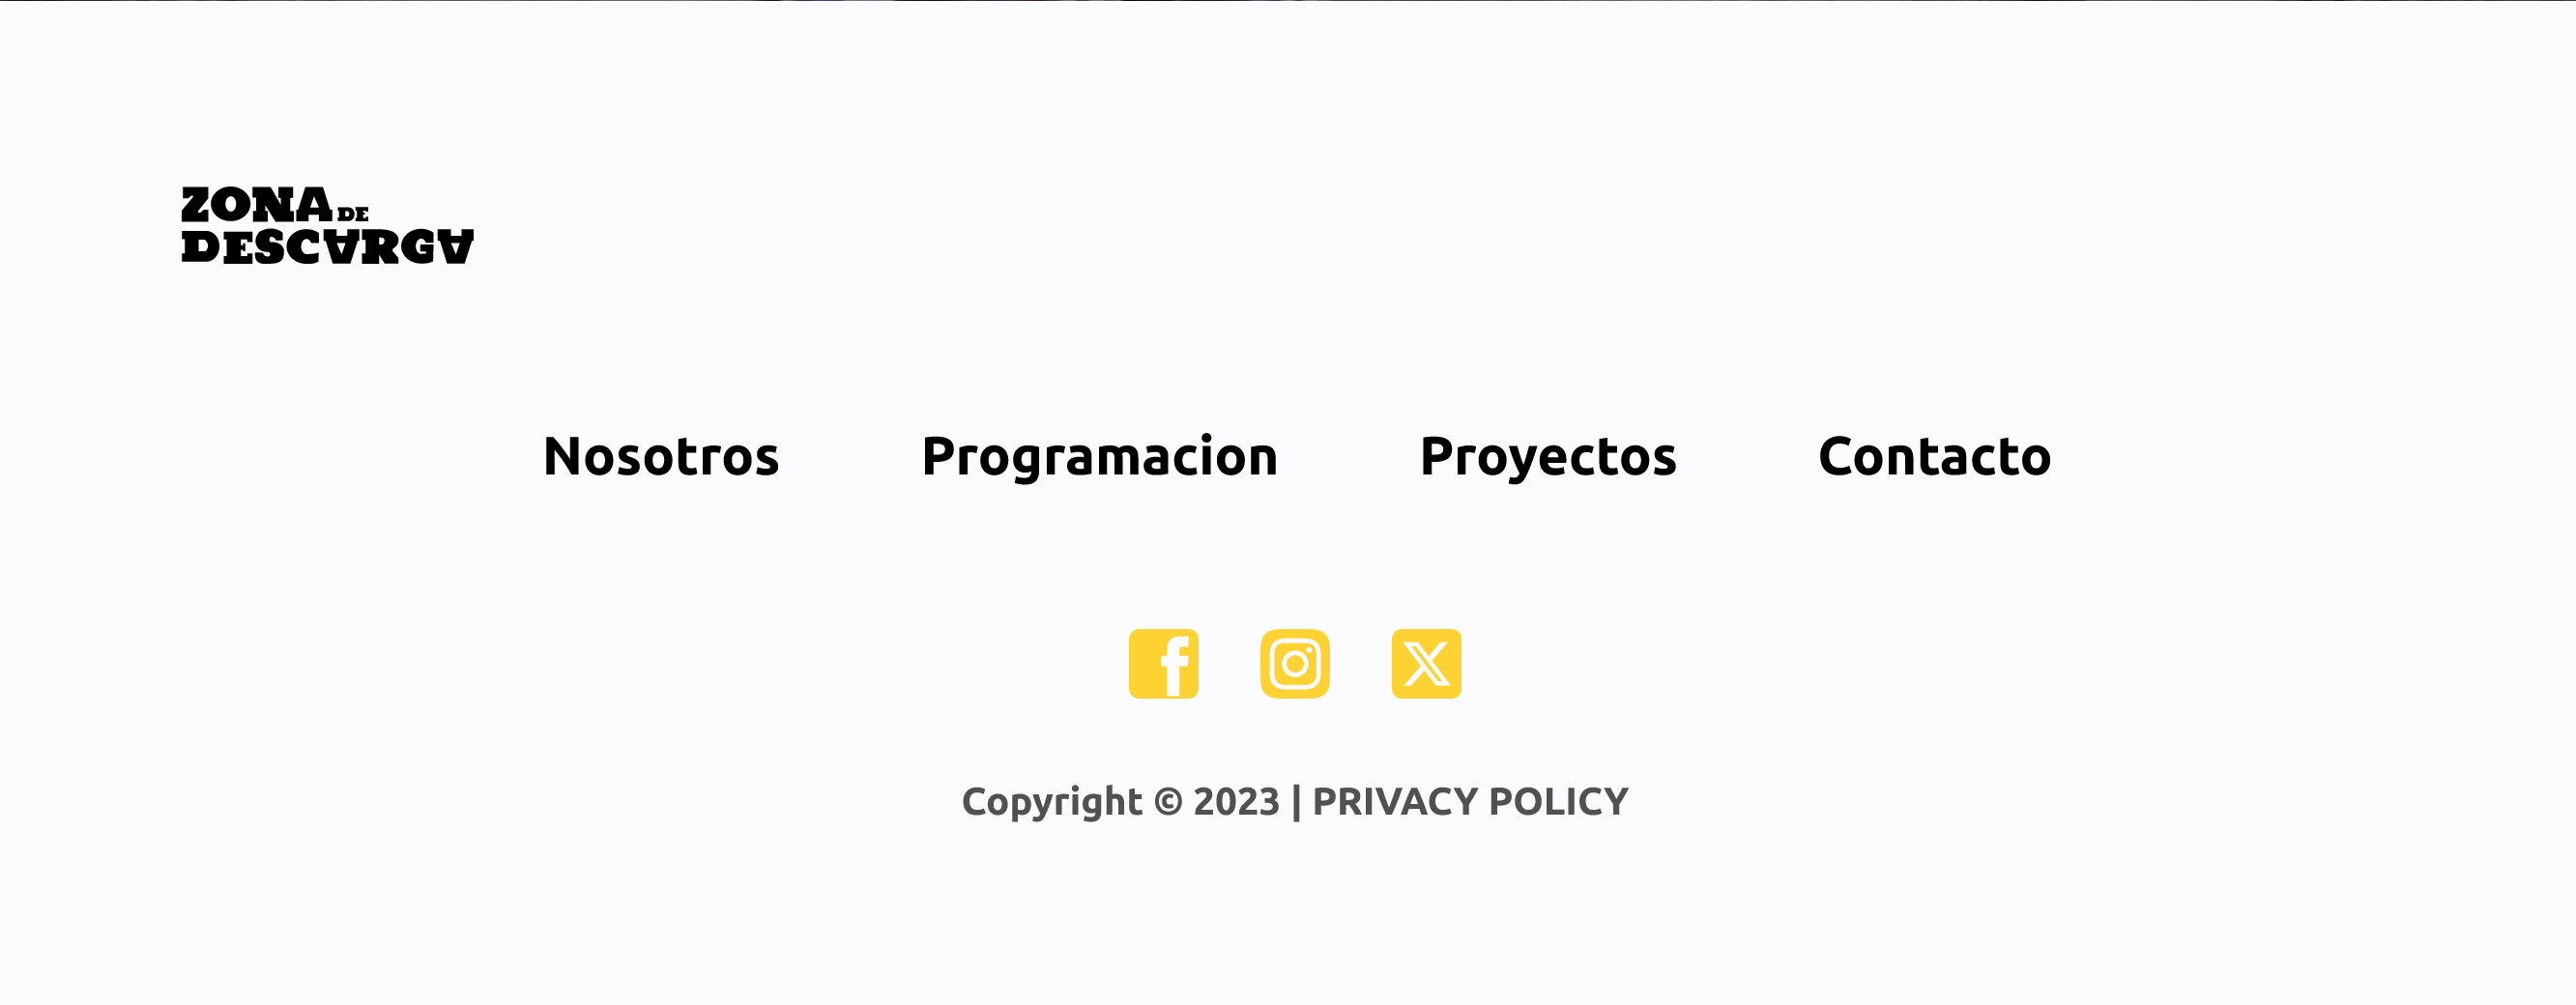 ZONA DE
DESCARGA
Nosotros Programacion Proyectos Contacto
Copyright © 2023 | PRIVACY POLICY